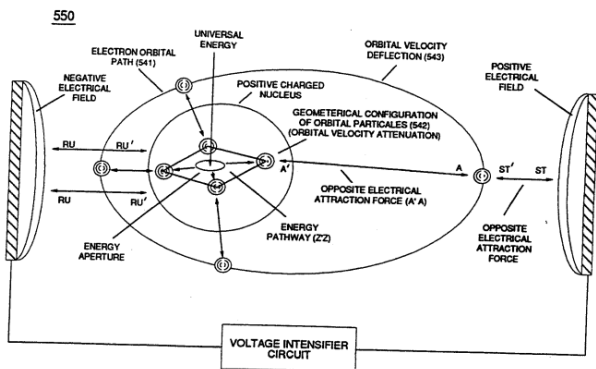 550
UNIVERSAL
ENERGY
ELECTRON ORBITAL
PATH (541)
ORBITAL VELOCITY
DEFLECTION (543)
NEGATIVE
ELECTRICAL
FIELD
POSITIVE
ELECTRICAL
FIELD
POSITIVE CHARGED
NUCLEUS
GEOMETERICAL CONFIGURATION
OF ORBITAL PARTICALES (542)
(ORBITAL VELOCITY ATTENUATION)
RU
RU'
A'
A
ST'
ST
RU
RU'
OPPOSITE ELECTRICAL
ATTRACTION FORCE (A' A)
OPPOSITE
ELECTRICAL
ATTRACTION
FORCE
ENERGY
APERTURE
ENERGY
PATHWAY (Z'Z)
VOLTAGE INTENSIFIER
CIRCUIT